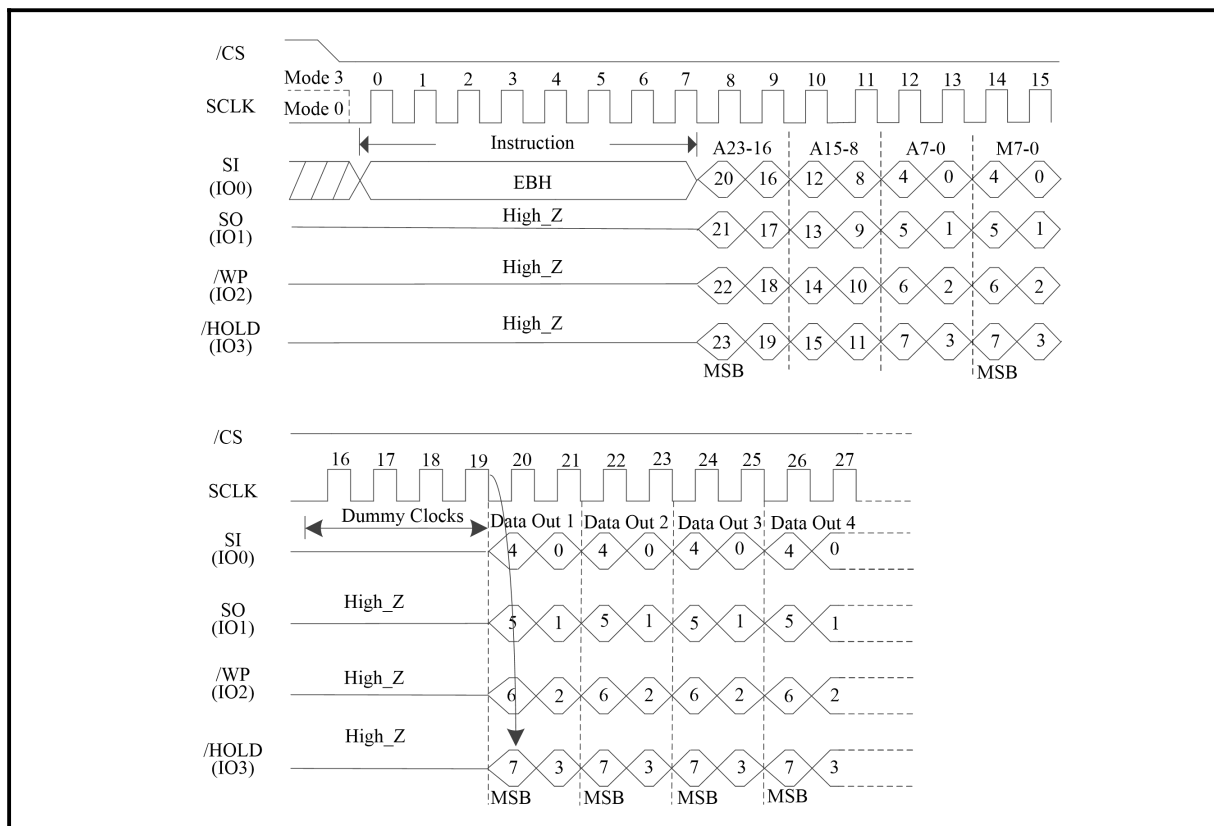 /CS
Mode 3
0 1 2 3 4 5 6 7 8 9 10 11 12 13 14 15
SCLK
Mode 0
Instruction
A23-16 A15-8 A7-0 M7-0
SI
(IO0)
EBH
20 16 12 8 4 0 4 0
SO
(IO1)
High_Z
21 17 13 9 5 1 5 1
/WP
(IO2)
High_Z
22 18 14 10 6 2 6 2
/HOLD
(IO3)
High_Z
23 19 15 11 7 3 7 3
MSB MSB
/CS
16 17 18 19 20 21 22 23 24 25 26 27
SCLK
Dummy Clocks
Data Out 1 Data Out 2 Data Out 3 Data Out 4
SI
(IO0)
4 0 4 0 4 0 4 0
SO
(IO1)
High_Z
5 1 5 1 5 1 5 1
/WP
(IO2)
High_Z
6 2 6 2 6 2 6 2
/HOLD
(IO3)
High_Z
7 3 7 3 7 3 7 3
MSB MSB MSB MSB